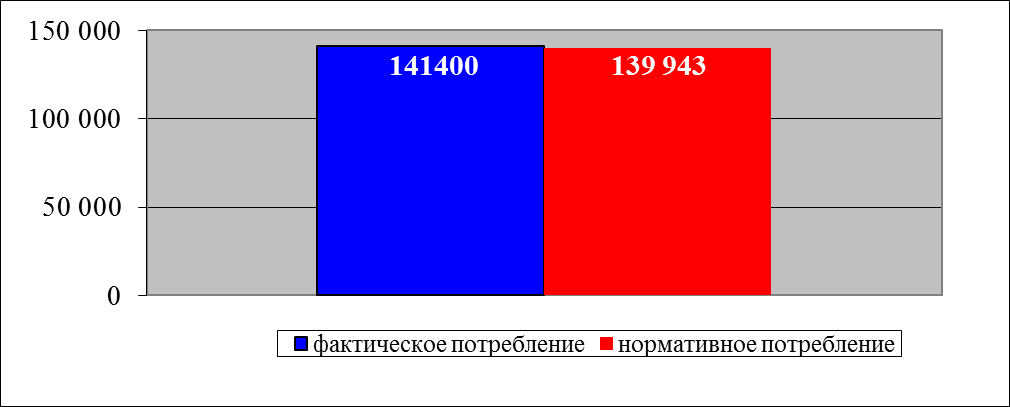 150 000
141400 139 943
100 000
50 000
0
фактическое потребление нормативное потребление